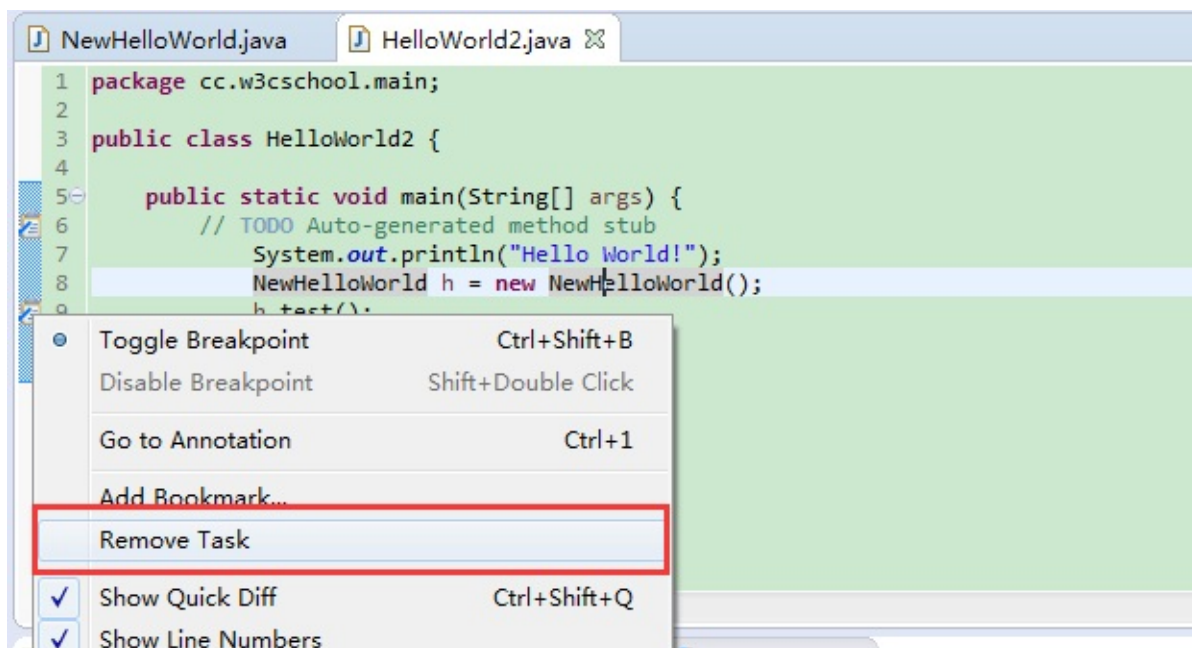 NewHelloWorld.java HelloWorld2.java
1 package cc.w3cschool.main;
2
3 public class HelloWorld2 {
4
5 public static void main(String[] args) {
6 // TODO Auto-generated method stub
7 System.out.println("Hello World!");
8 NewHelloWorld h = new NewHelloWorld();
9 h.test();
Toggle Breakpoint Ctrl+Shift+B
Disable Breakpoint Shift+Double Click
Go to Annotation Ctrl+1
Add Bookmark...
Remove Task
Show Quick Diff Ctrl+Shift+Q
Show Line Numbers